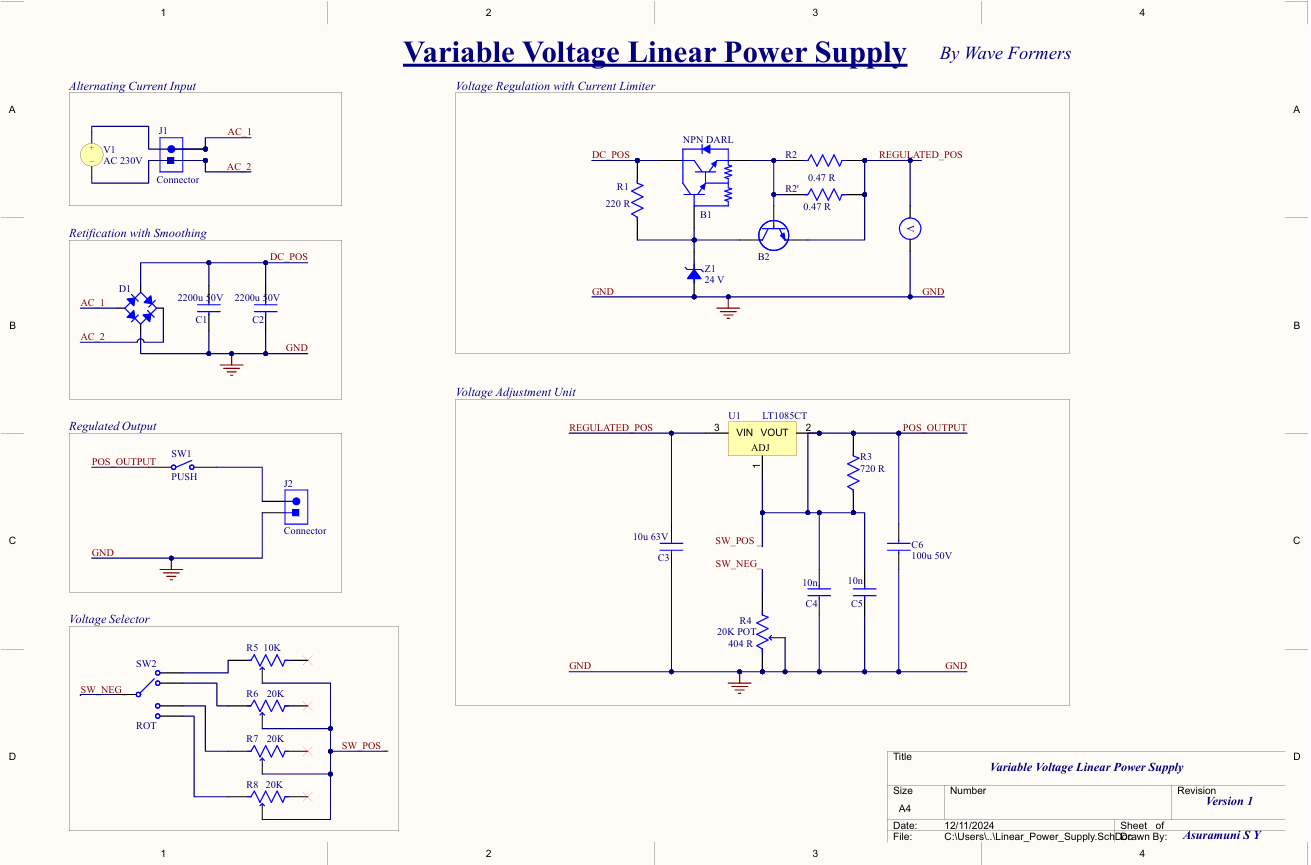 1 2 3 4
Variable Voltage Linear Power Supply
By Wave Formers
A
A
B
B
C
C
D
D
Alternating Current Input
V1
AC 230V
J1
Connector
AC_1
AC_2
Retification with Smoothing
D1
AC_1
AC_2
2200u 50V
C1
2200u 50V
C2
DC_POS
GND
Regulated Output
POS_OUTPUT
SW1
PUSH
J2
Connector
GND
Voltage Selector
SW2
SW_NEG
ROT
R5 10K
R6 20K
R7 20K
R8 20K
SW_POS
Voltage Regulation with Current Limiter
DC_POS
NPN DARL
R1
220 R
B1
R2
0.47 R
R2'
0.47 R
B2
REGULATED_POS
V
Z1
24 V
GND
GND
Voltage Adjustment Unit
REGULATED_POS
U1 LT1085CT
3
VIN VOUT
ADJ
2
1
POS_OUTPUT
R3
720 R
10u 63V
C3
SW_POS
SW_NEG
R4
20K POT
404 R
10n
C4
10n
C5
C6
100u 50V
GND
GND
Title
Variable Voltage Linear Power Supply
Size
A4
Number
Revision
Version 1
Date: 12/11/2024
Sheet of
File: C:\Users\..\Linear_Power_Supply.SchDoc
Drawn By: Asuramuni S Y
1 2 3 4